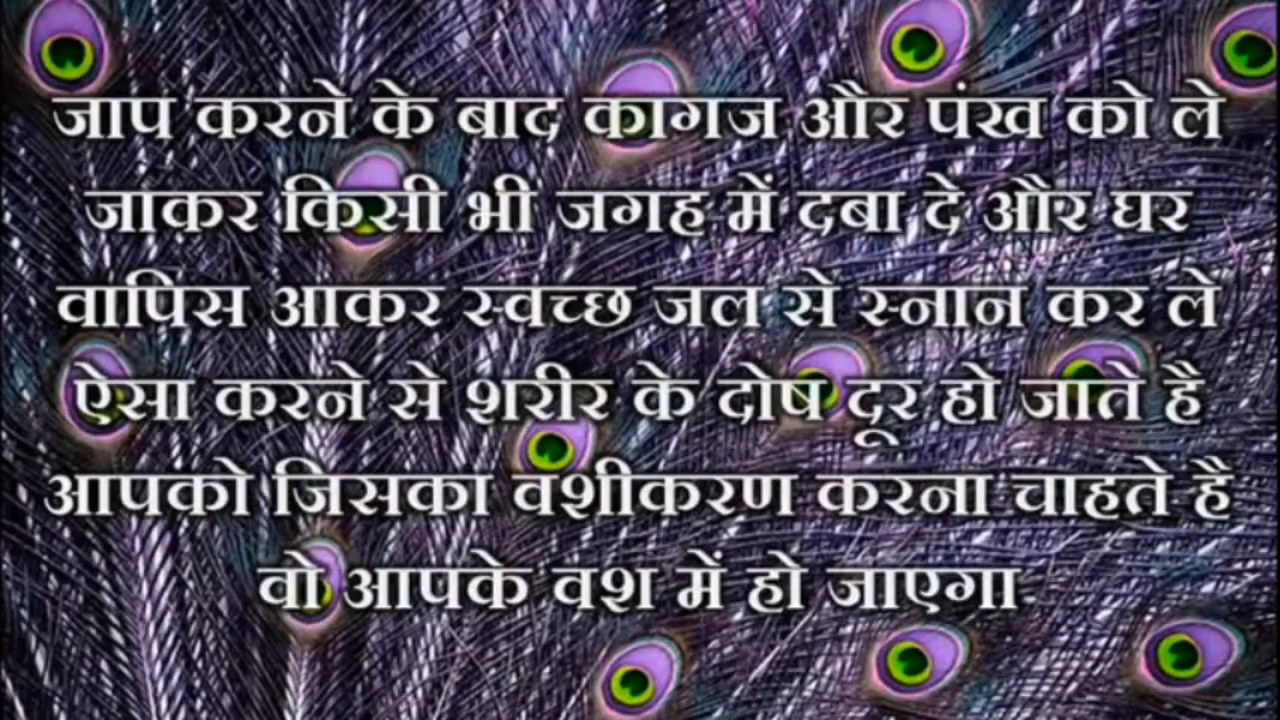 जाप करने के बाद कागज और पंख को ले
जाकर किसी भी जगह में दबा दे और घर
वापिस आकर स्वच्छ जल से स्नान कर ले
ऐसा करने से शरीर के दोष दूर हो जाते है
आपको जिसका वशीकरण करना चाहते है
वो आपके वश में हो जाएगा